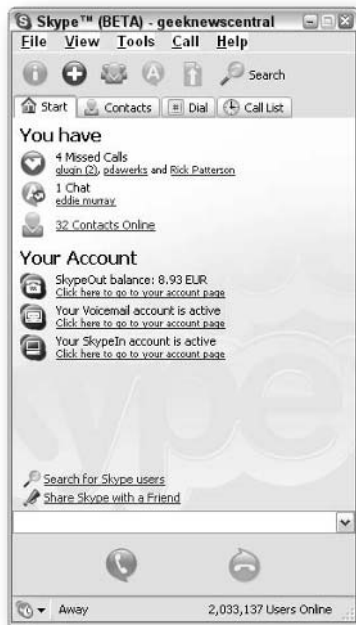 Skype™ (BETA) - geeknewscentral
File View Tools Call Help
Search
Start Contacts Dial Call List
You have
4 Missed Calls
glugin (2), pdawerks and Rick Patterson
1 Chat
eddie murray
32 Contacts Online
Your Account
SkypeOut balance: 8.93 EUR
Click here to go to your account page
Your Voicemail account is active
Click here to go to your account page
Your SkypeIn account is active
Click here to go to your account page
Search for Skype users
Share Skype with a Friend
Away 2,033,137 Users Online